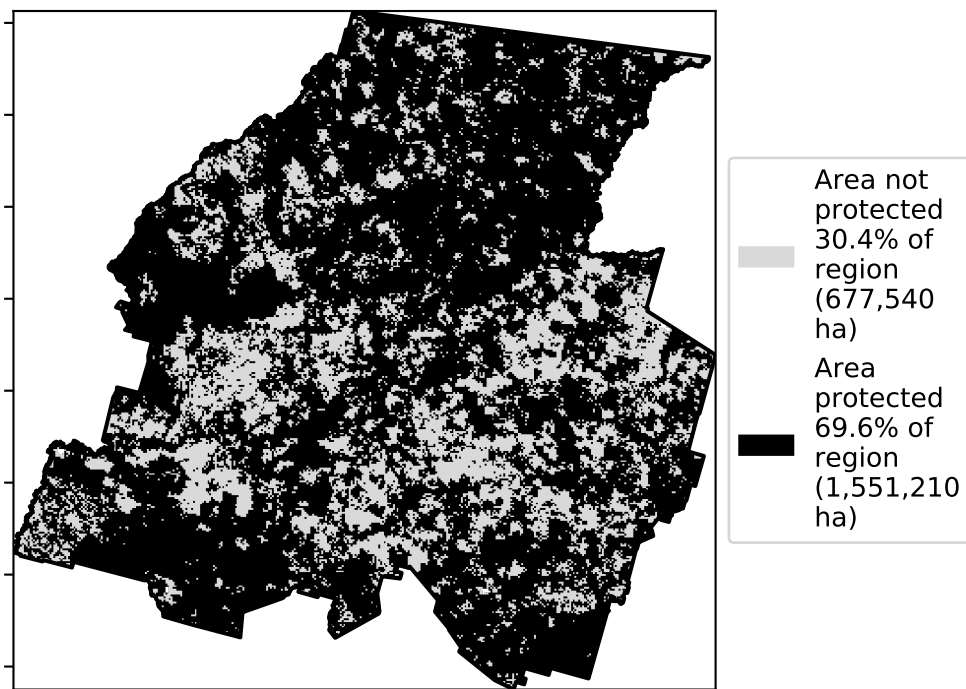 Area not
protected
30.4% of
region
(677,540
ha)
Area
protected
69.6% of
region
(1,551,210
ha)